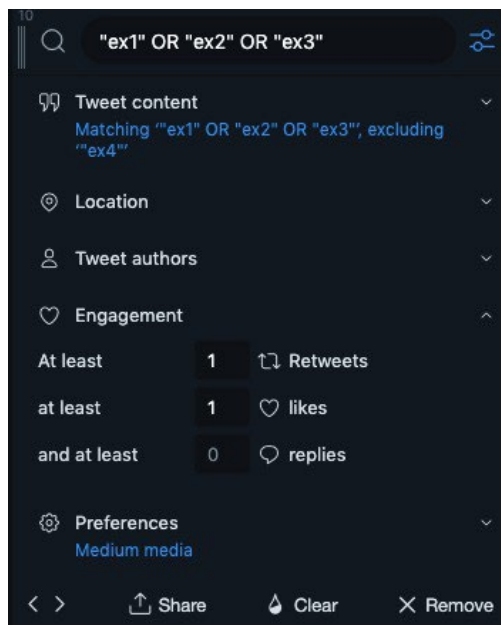 10
"ex1" OR "ex2" OR "ex3"
Tweet content
Matching ‘"ex1" OR "ex2" OR "ex3"’, excluding
‘"ex4"’
Location
Tweet authors
Engagement
At least 1 Retweets
at least 1 likes
and at least 0 replies
Preferences
Medium media
Share Clear Remove